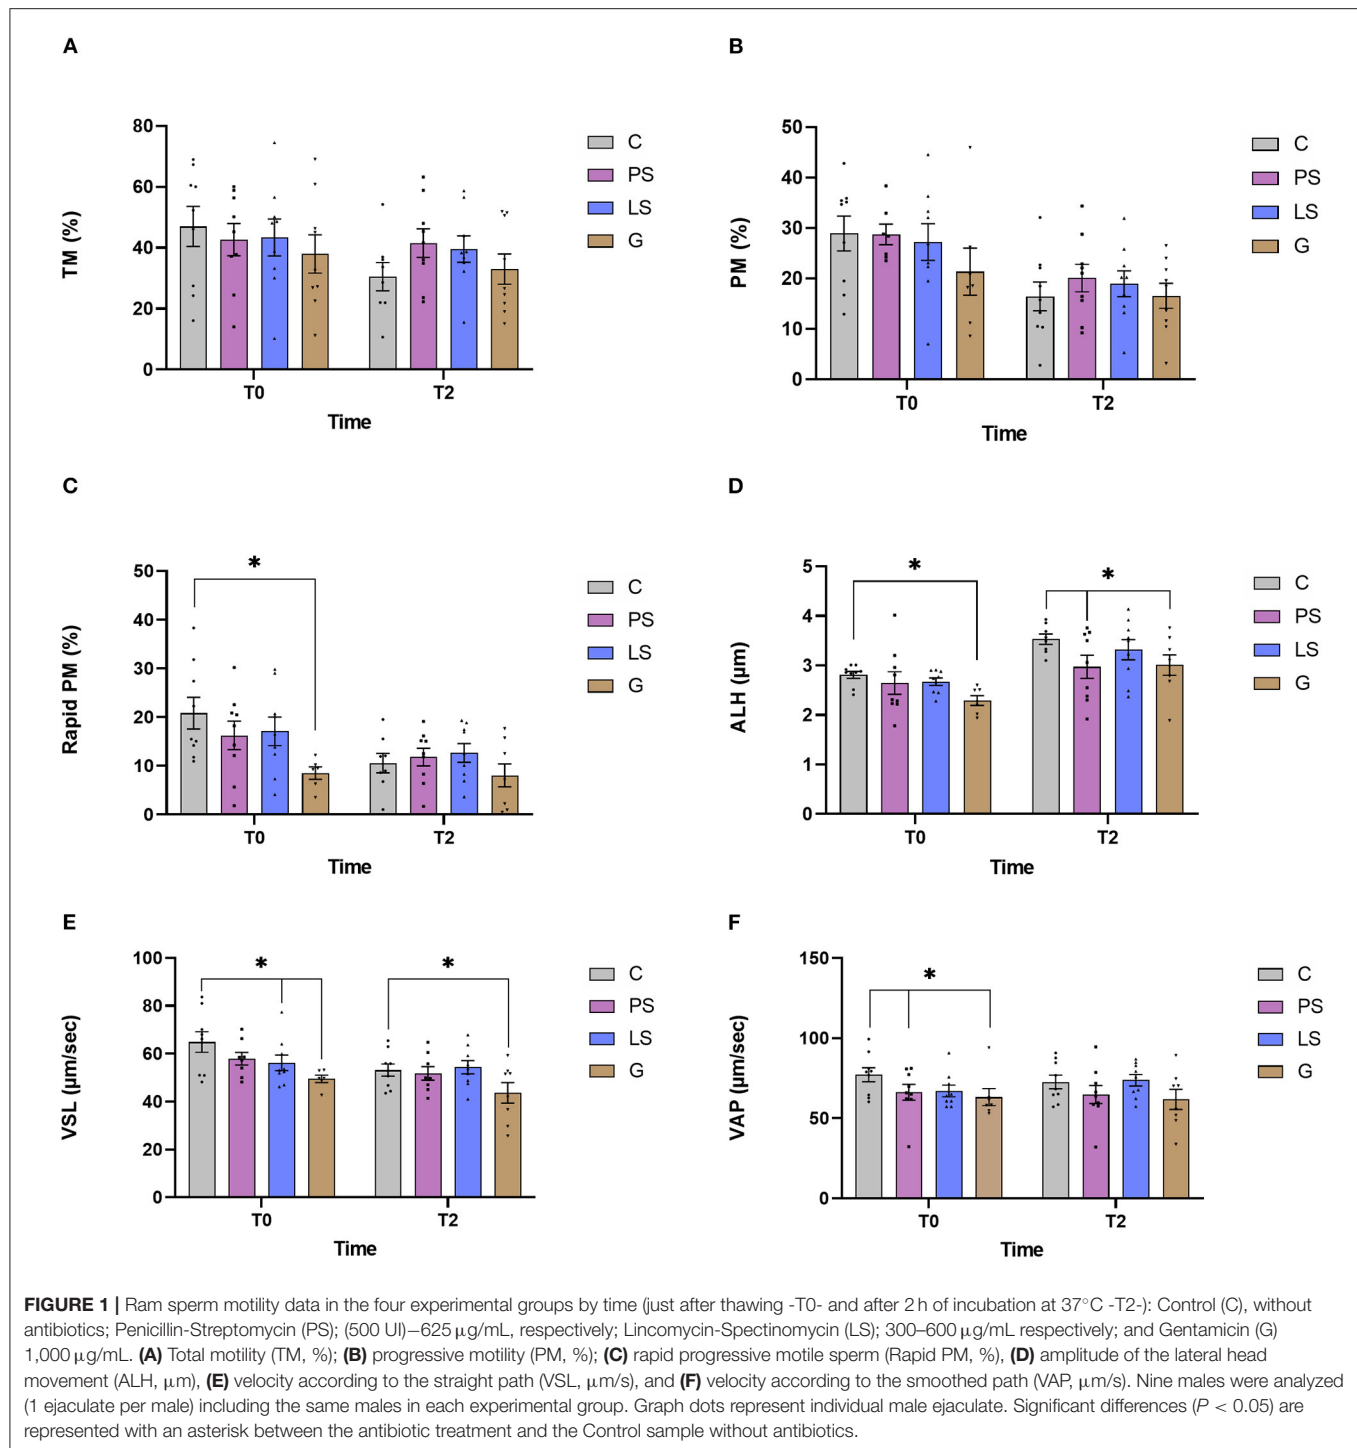 A
80
60
40
20
0
TM (%)
T0
T2
Time
C
PS
LS
G
B
50
40
30
20
10
0
PM (%)
T0
T2
Time
C
PS
LS
G
C
50
40
30
20
10
0
Rapid PM (%)
*
T0
T2
Time
C
PS
LS
G
D
5
4
3
2
1
0
ALH (µm)
*
*
T0
T2
Time
C
PS
LS
G
E
100
80
60
40
20
0
VSL (µm/sec)
*
*
T0
T2
Time
C
PS
LS
G
F
150
100
50
0
VAP (µm/sec)
*
T0
T2
Time
C
PS
LS
G
FIGURE 1 | Ram sperm motility data in the four experimental groups by time (just after thawing -T0- and after 2 h of incubation at 37°C -T2-): Control (C), without
antibiotics; Penicillin-Streptomycin (PS); (500 UI)–625 µg/mL, respectively; Lincomycin-Spectinomycin (LS); 300–600 µg/mL respectively; and Gentamicin (G)
1,000 µg/mL. (A) Total motility (TM, %); (B) progressive motility (PM, %); (C) rapid progressive motile sperm (Rapid PM, %), (D) amplitude of the lateral head
movement (ALH, µm), (E) velocity according to the straight path (VSL, µm/s), and (F) velocity according to the smoothed path (VAP, µm/s). Nine males were analyzed
(1 ejaculate per male) including the same males in each experimental group. Graph dots represent individual male ejaculate. Significant differences (P < 0.05) are
represented with an asterisk between the antibiotic treatment and the Control sample without antibiotics.